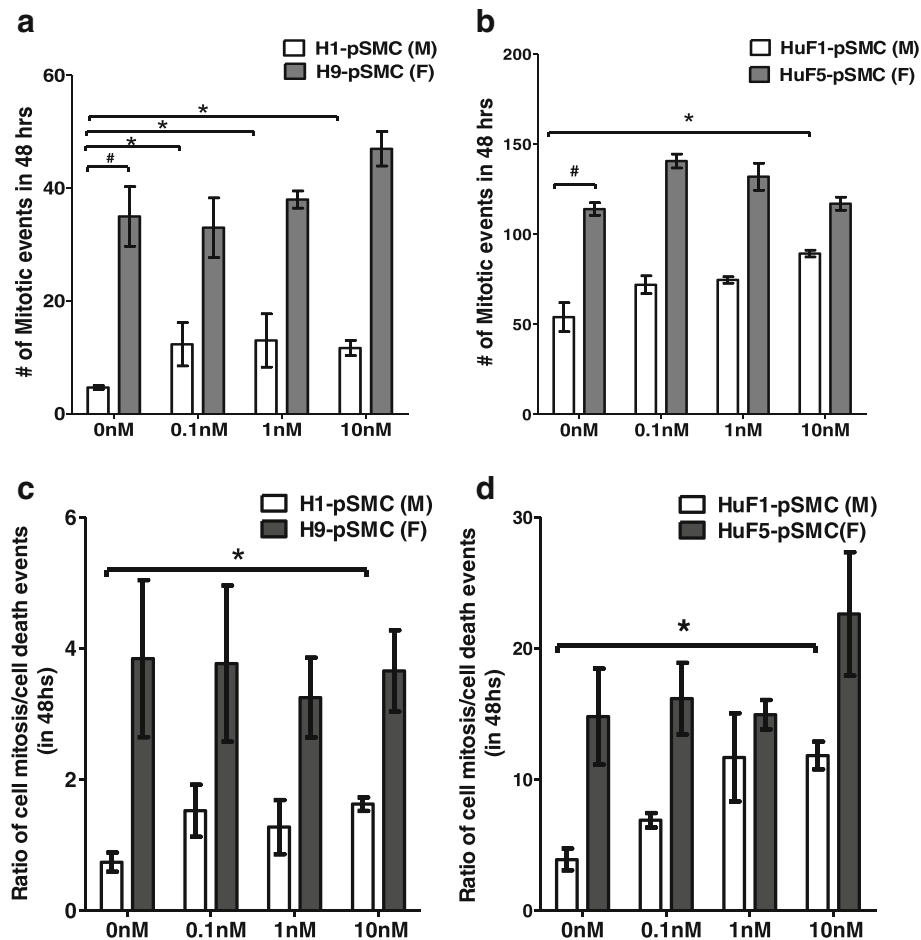 a
H1-pSMC (M)
H9-pSMC (F)
# of Mitotic events in 48 hrs
60
40
20
0
*
*
*
#
0nM 0.1nM 1nM 10nM
b
HuF1-pSMC (M)
HuF5-pSMC (F)
# of Mitotic events in 48 hrs
200
150
100
50
0
*
#
0nM 0.1nM 1nM 10nM
c
H1-pSMC (M)
H9-pSMC (F)
Ratio of cell mitosis/cell death events
(in 48hs)
6
4
2
0
*
0nM 0.1nM 1nM 10nM
d
HuF1-pSMC (M)
HuF5-pSMC(F)
Ratio of cell mitosis/cell death events
(in 48hs)
30
20
10
0
*
0nM 0.1nM 1nM 10nM